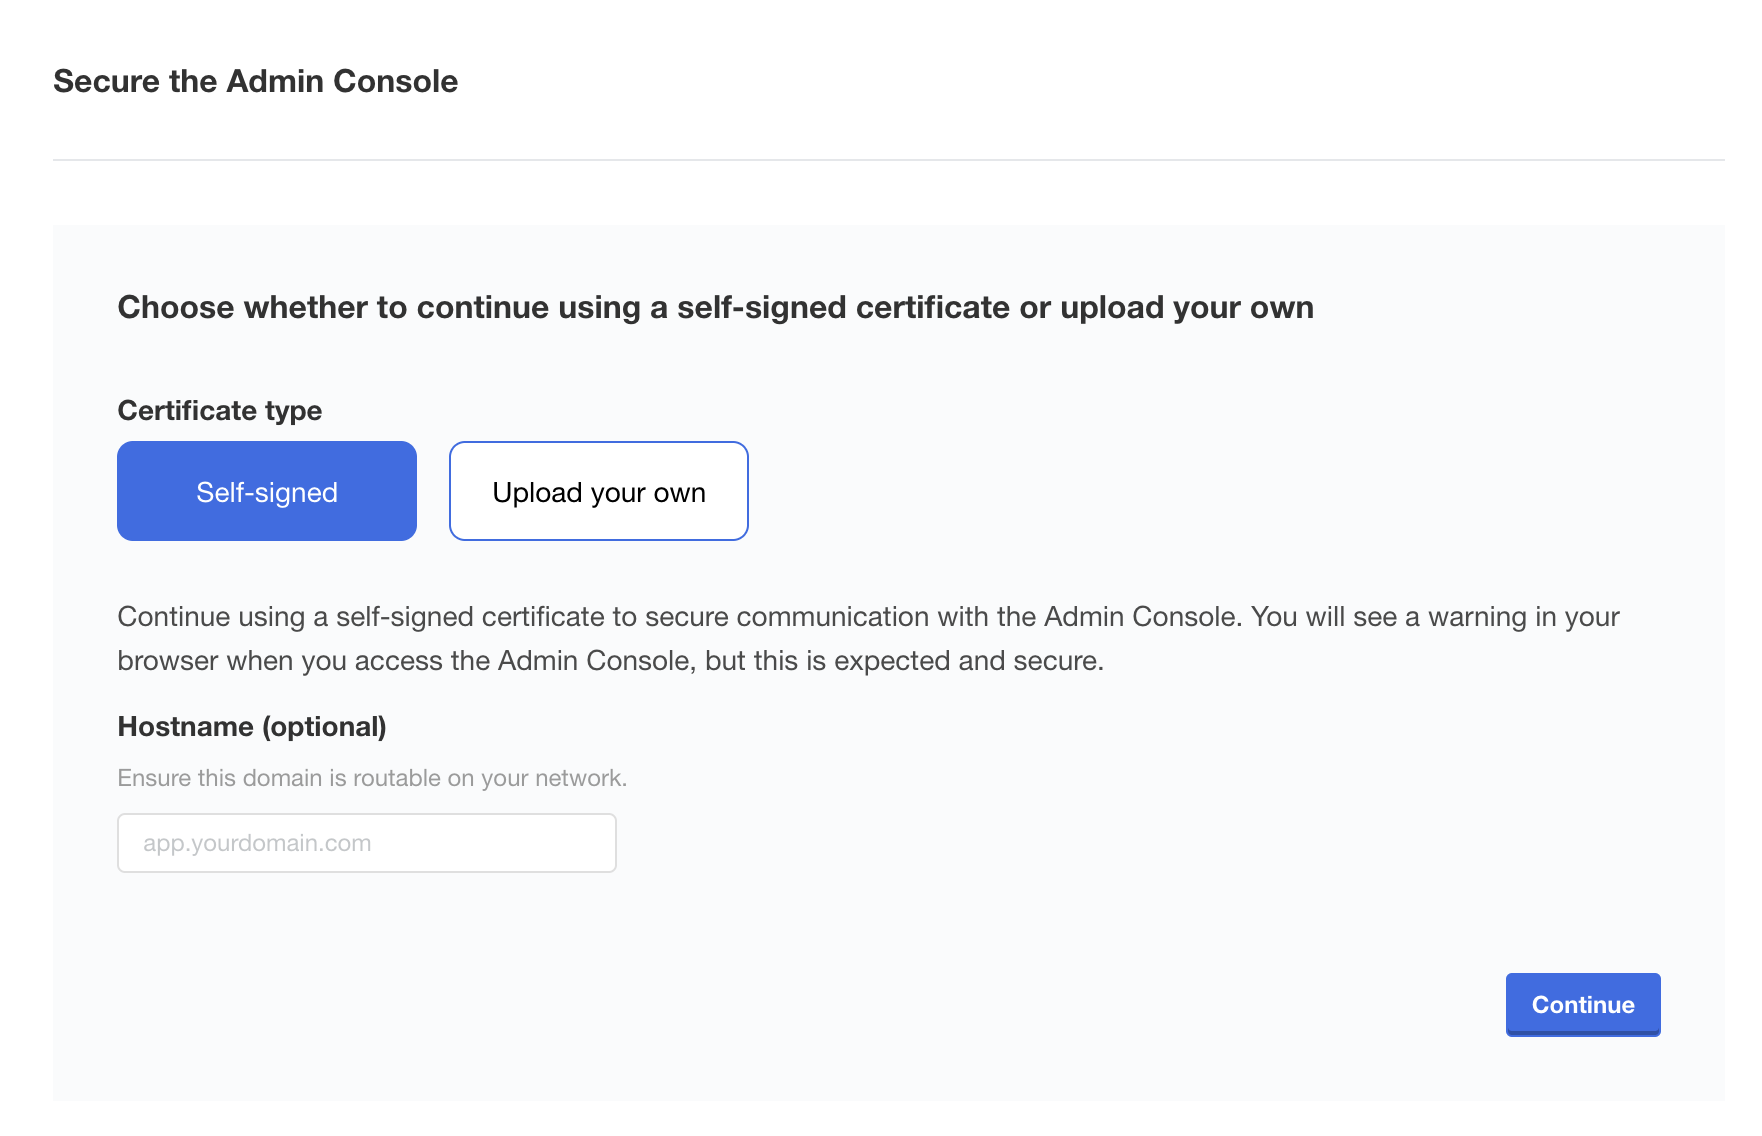 Secure the Admin Console
Choose whether to continue using a self-signed certificate or upload your own
Certificate type
Self-signed
Upload your own
Continue using a self-signed certificate to secure communication with the Admin Console. You will see a warning in your
browser when you access the Admin Console, but this is expected and secure.
Hostname (optional)
Ensure this domain is routable on your network.
app.yourdomain.com
Continue